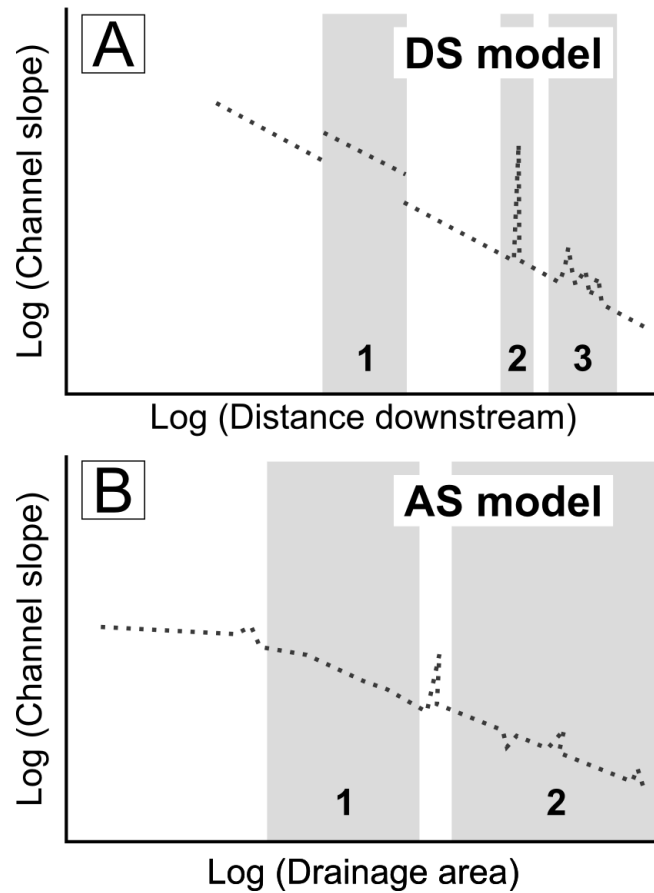 A
DS model
Log (Channel slope)
1
2
3
Log (Distance downstream)
B
AS model
Log (Channel slope)
1
2
Log (Drainage area)